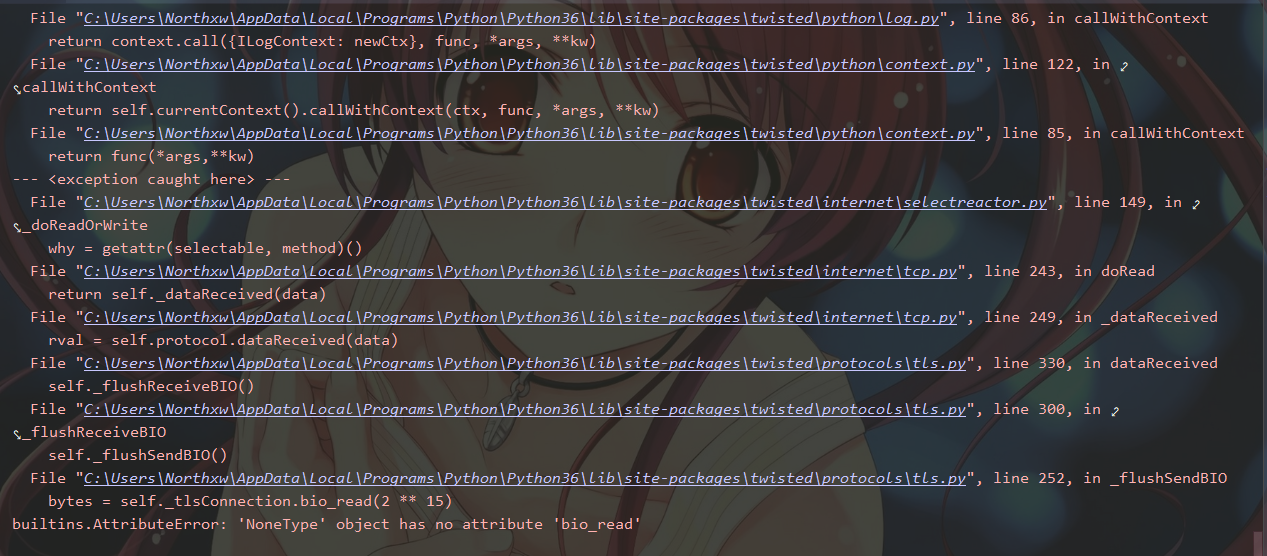 File "C:\Users\Northxw\AppData\Local\Programs\Python\Python36\lib\site-packages\twisted\python\log.py", line 86, in callWithContext
return context.call({ILogContext: newCtx}, func, *args, **kw)
File "C:\Users\Northxw\AppData\Local\Programs\Python\Python36\lib\site-packages\twisted\python\context.py", line 122, in
callWithContext
return self.currentContext().callWithContext(ctx, func, *args, **kw)
File "C:\Users\Northxw\AppData\Local\Programs\Python\Python36\lib\site-packages\twisted\python\context.py", line 85, in callWithContext
return func(*args,**kw)
--- <exception caught here> ---
File "C:\Users\Northxw\AppData\Local\Programs\Python\Python36\lib\site-packages\twisted\internet\selectreactor.py", line 149, in
_doReadOrWrite
why = getattr(selectable, method)()
File "C:\Users\Northxw\AppData\Local\Programs\Python\Python36\lib\site-packages\twisted\internet\tcp.py", line 243, in doRead
return self._dataReceived(data)
File "C:\Users\Northxw\AppData\Local\Programs\Python\Python36\lib\site-packages\twisted\internet\tcp.py", line 249, in _dataReceived
rval = self.protocol.dataReceived(data)
File "C:\Users\Northxw\AppData\Local\Programs\Python\Python36\lib\site-packages\twisted\protocols\tls.py", line 330, in dataReceived
self._flushReceiveBIO()
File "C:\Users\Northxw\AppData\Local\Programs\Python\Python36\lib\site-packages\twisted\protocols\tls.py", line 300, in
_flushReceiveBIO
self._flushSendBIO()
File "C:\Users\Northxw\AppData\Local\Programs\Python\Python36\lib\site-packages\twisted\protocols\tls.py", line 252, in _flushSendBIO
bytes = self._tlsConnection.bio_read(2 ** 15)
builtins.AttributeError: 'NoneType' object has no attribute 'bio_read'